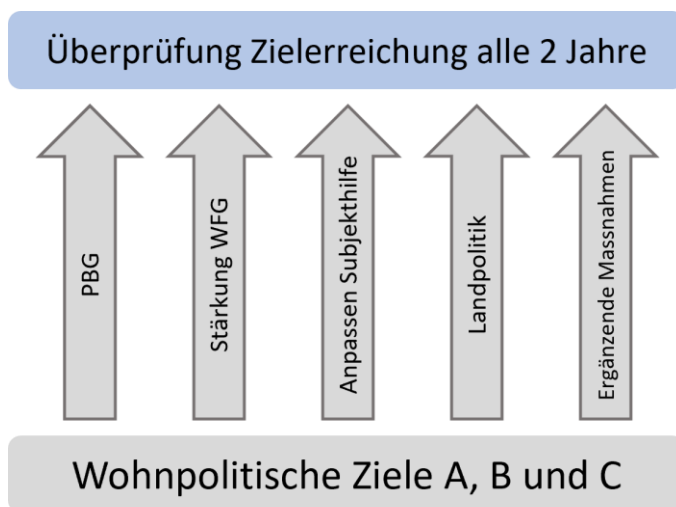 Überprüfung Zielerreichung alle 2 Jahre
PBG
Stärkung WFG
Anpassen Subjekthilfe
Landpolitik
Ergänzende Massnahmen
Wohnpolitische Ziele A, B und C